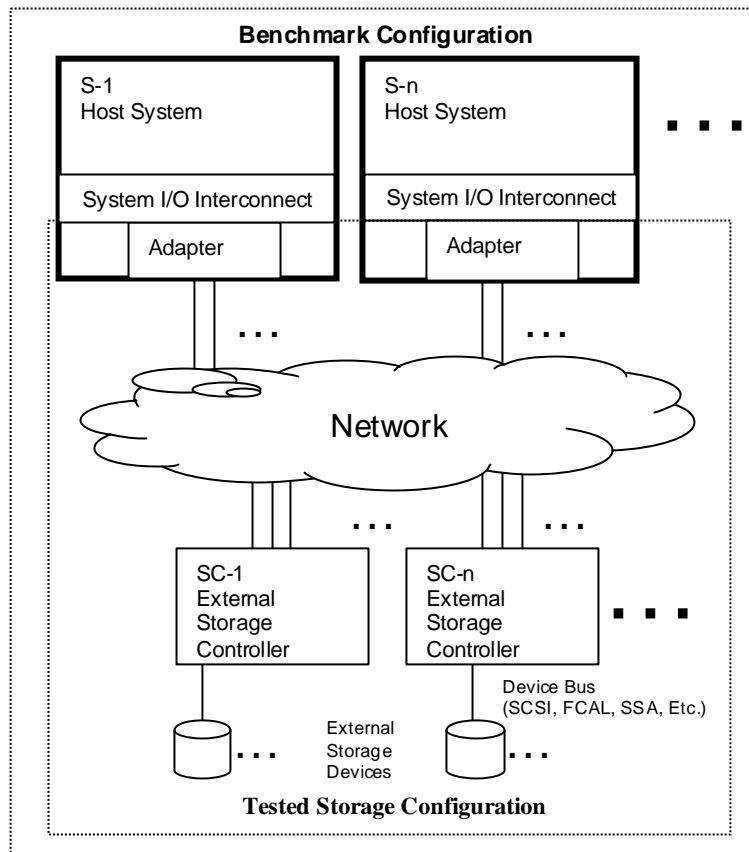 Benchmark Configuration
S-1
Host System
S-n
Host System
. . .
System I/O Interconnect
System I/O Interconnect
Adapter
Adapter
. . .
. . .
Network
. . .
. . .
SC-1
External
Storage
Controller
SC-n
External
Storage
Controller
. . .
Device Bus
(SCSI, FCAL, SSA, Etc.)
. . .
External
Storage
Devices
. . .
Tested Storage Configuration